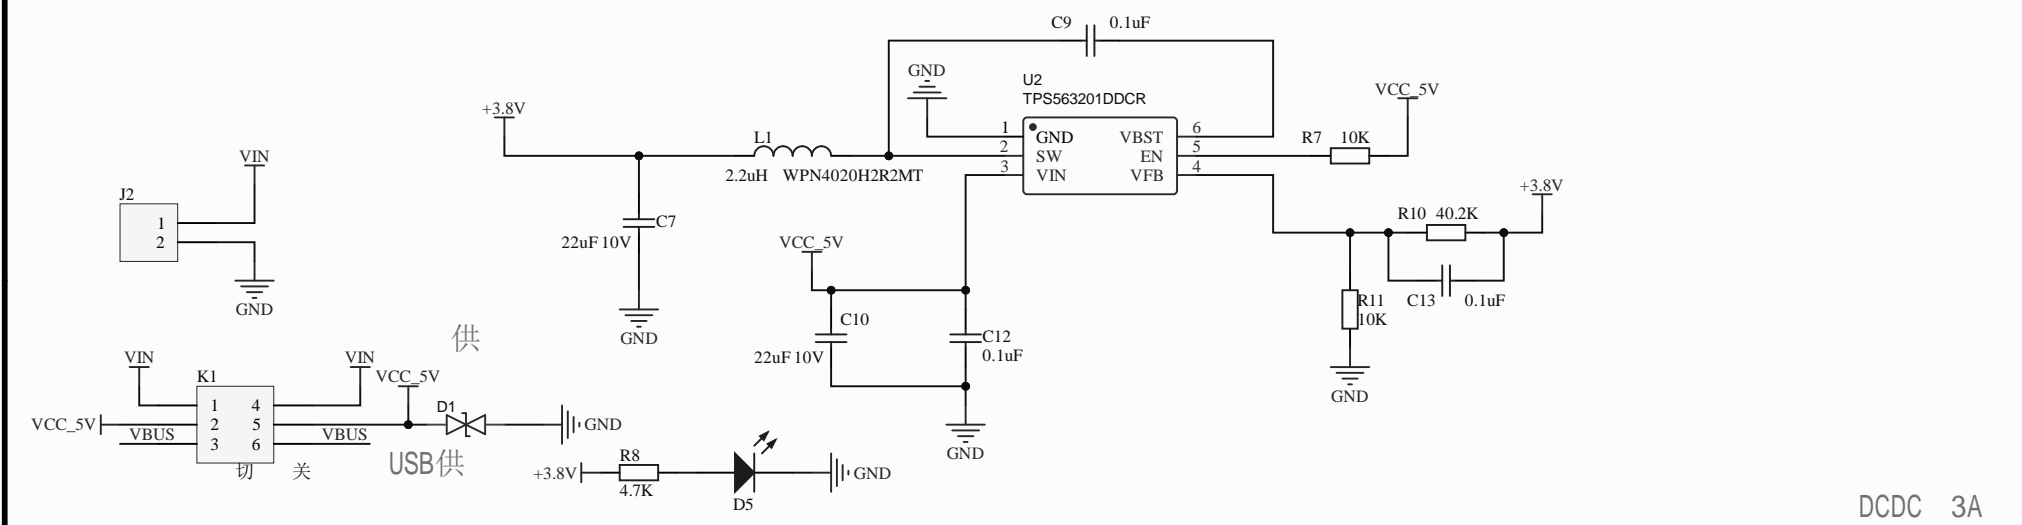 C9 0.1uF
GND
U2
TPS563201DDCR
VCC_5V
+3.8V
L1
2.2uH WPN4020H2R2MT
1 GND VBST 6
2 SW EN 5
3 VIN VFB 4
R7 10K
VIN
J2
1
2
GND
C7
22uF 10V
GND
VCC_5V
C10
22uF 10V
C12
0.1uF
GND
+3.8V
R10 40.2K
C13 0.1uF
R11
10K
GND
供
VIN
K1
VIN
VCC_5V
1 4
VCC_5V 2 5
VBUS 3 6 VBUS
D1
GND
切 关
USB供
+3.8V
R8
4.7K
D5
GND
DCDC 3A